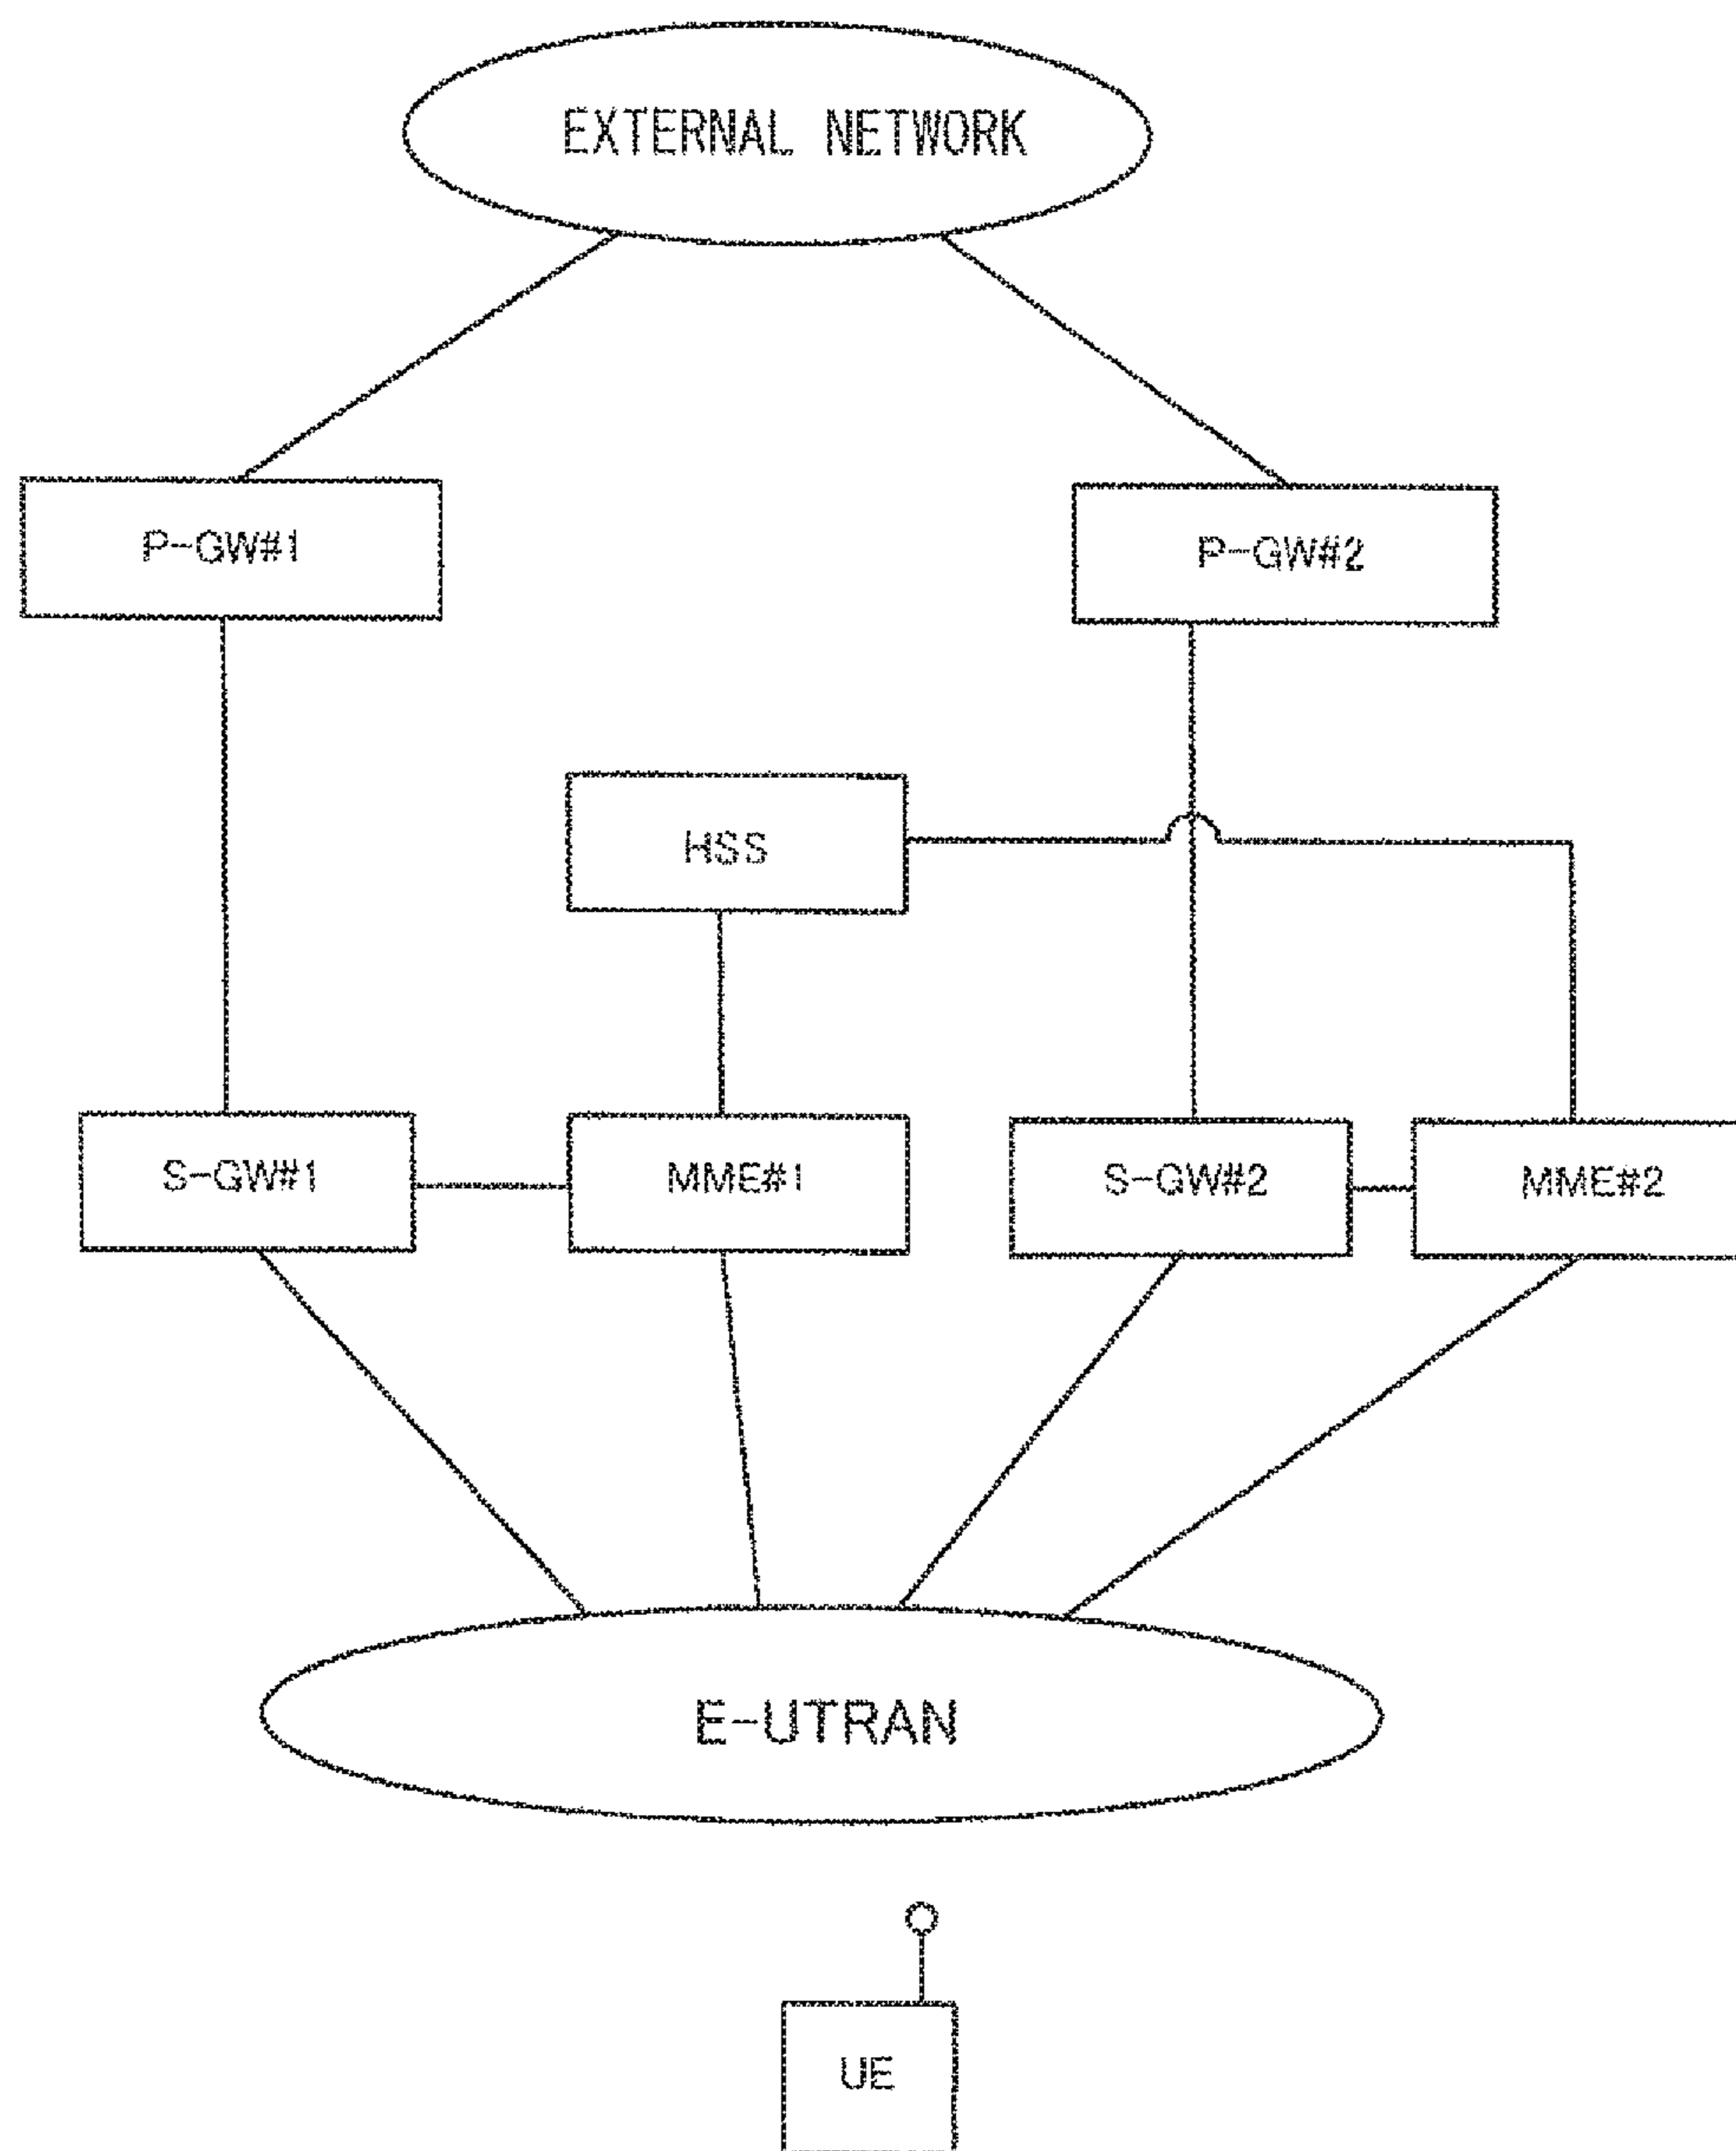 EXTERNAL NETWORK
P-GW#1
P-GW#2
HSS
S-GW#1
MME#1
S-GW#2
MME#2
E-UTRAN
UE